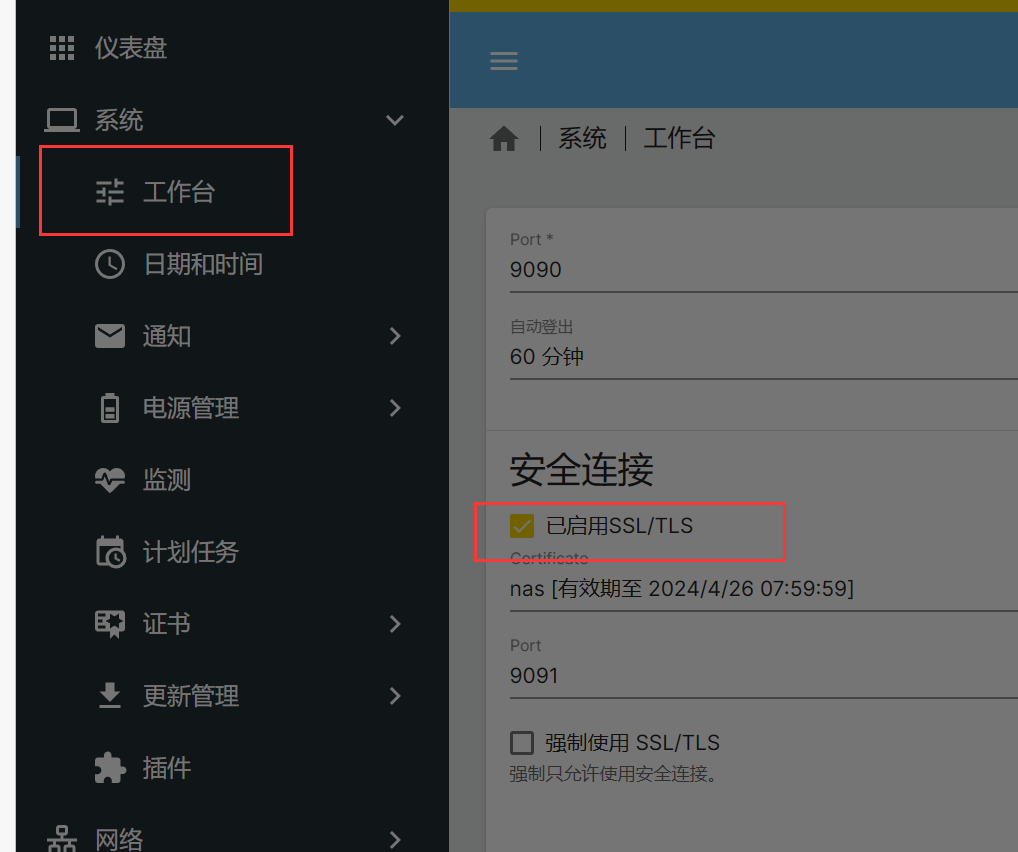 仪表盘
系统
工作台
日期和时间
通知
电源管理
监测
计划任务
证书
更新管理
插件
网络
系统 | 工作台
Port *
9090
自动登出
60 分钟
安全连接
已启用SSL/TLS
Certificate
nas [有效期至 2024/4/26 07:59:59]
Port
9091
强制使用 SSL/TLS
强制只允许使用安全连接。